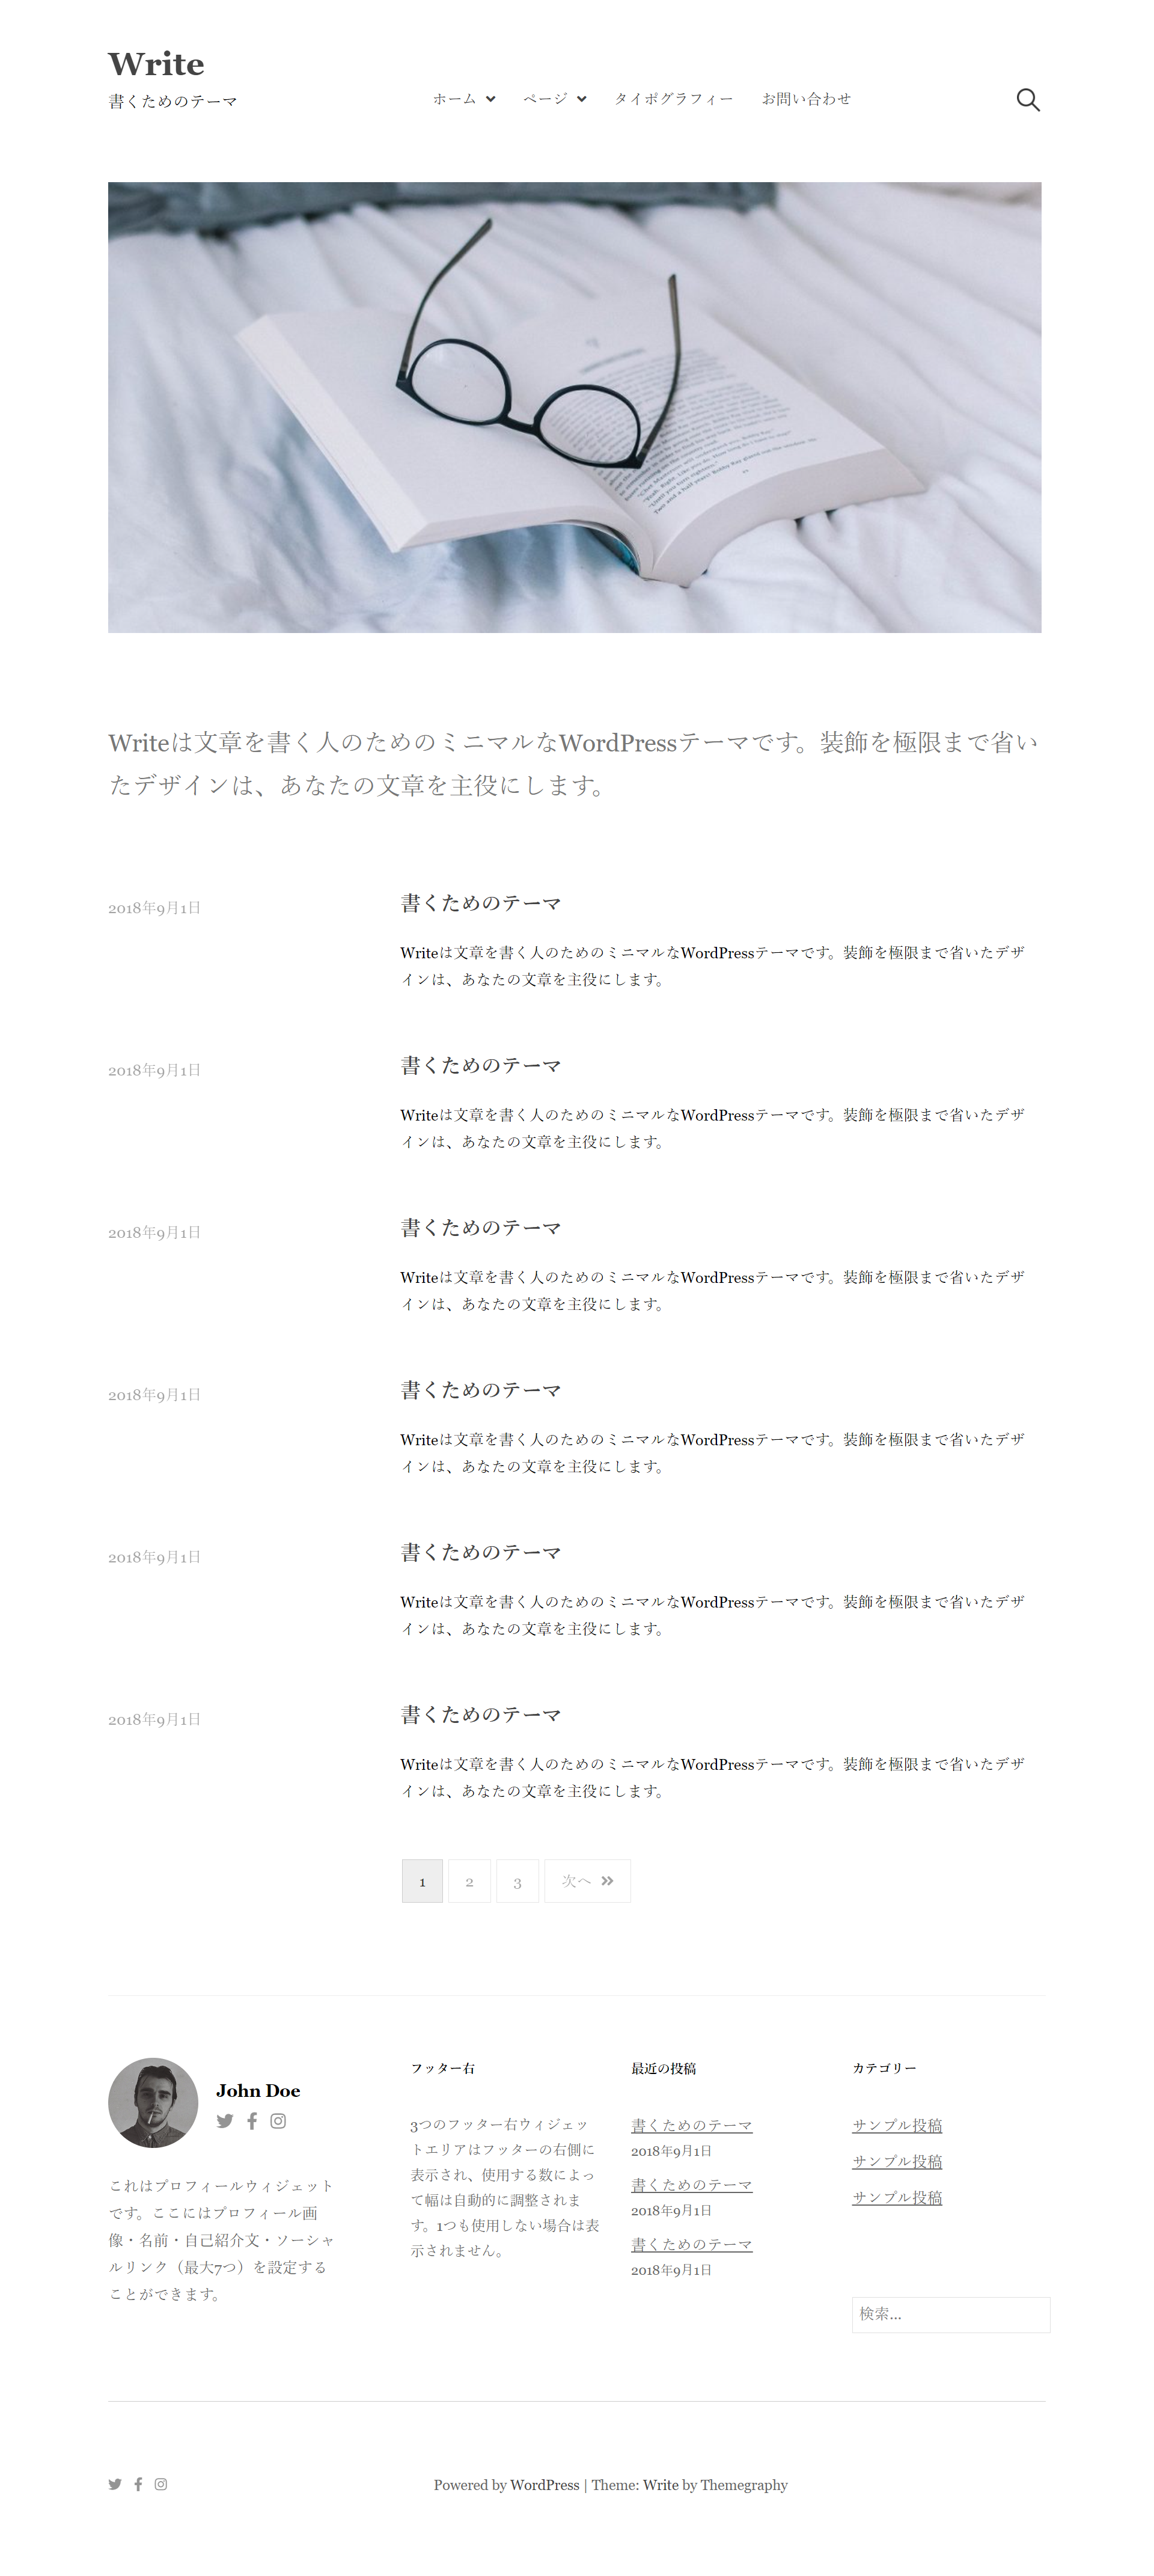 Write
書くためのテーマ
ホーム ページ タイポグラフィー お問い合わせ
Writeは文章を書く人のためのミニマルなWordPressテーマです。装飾を極限まで省い
たデザインは、あなたの文章を主役にします。
2018年9月1日
書くためのテーマ
Writeは文章を書く人のためのミニマルなWordPressテーマです。装飾を極限まで省いたデザ
インは、あなたの文章を主役にします。
2018年9月1日
書くためのテーマ
Writeは文章を書く人のためのミニマルなWordPressテーマです。装飾を極限まで省いたデザ
インは、あなたの文章を主役にします。
2018年9月1日
書くためのテーマ
Writeは文章を書く人のためのミニマルなWordPressテーマです。装飾を極限まで省いたデザ
インは、あなたの文章を主役にします。
2018年9月1日
書くためのテーマ
Writeは文章を書く人のためのミニマルなWordPressテーマです。装飾を極限まで省いたデザ
インは、あなたの文章を主役にします。
2018年9月1日
書くためのテーマ
Writeは文章を書く人のためのミニマルなWordPressテーマです。装飾を極限まで省いたデザ
インは、あなたの文章を主役にします。
2018年9月1日
書くためのテーマ
Writeは文章を書く人のためのミニマルなWordPressテーマです。装飾を極限まで省いたデザ
インは、あなたの文章を主役にします。
1 2 3 次へ »
John Doe
これはプロフィールウィジェット
です。ここにはプロフィール画
像・名前・自己紹介文・ソーシャ
ルリンク（最大7つ）を設定する
ことができます。
フッター右
3つのフッター右ウィジェッ
トエリアはフッターの右側に
表示され、使用する数によっ
て幅は自動的に調整されま
す。1つも使用しない場合は表
示されません。
最近の投稿
書くためのテーマ
2018年9月1日
書くためのテーマ
2018年9月1日
書くためのテーマ
2018年9月1日
カテゴリー
サンプル投稿
サンプル投稿
サンプル投稿
検索…
Powered by WordPress | Theme: Write by Themegraphy